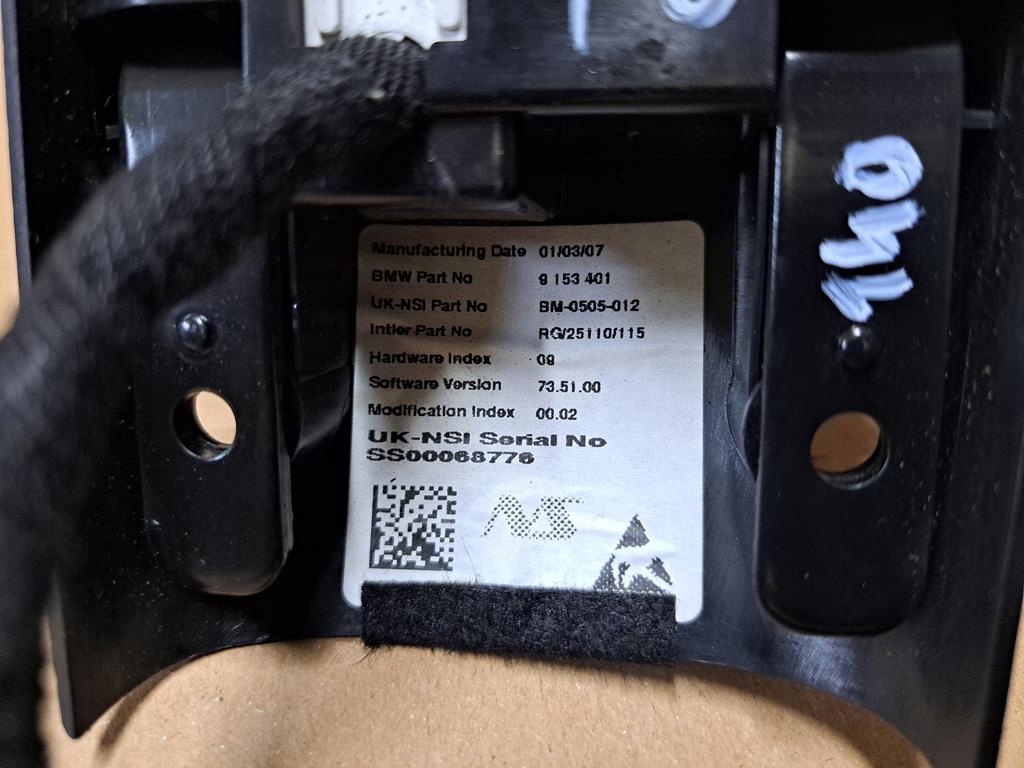 Manufacturing Date 01/03/07
BMW Part No 9 153 401
UK-NSI Part No BM-0505-012
Intier Part No RG/25110/115
Hardware Index 09
Software Version 73.51.00
Modification Index 00.02
UK-NSI Serial No
SS00068776
NS